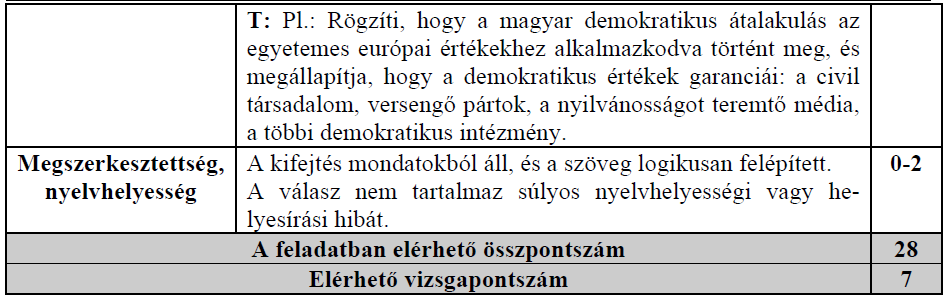 T: Pl.: Rögzíti, hogy a magyar demokratikus átalakulás az
egyetemes európai értékekhez alkalmazkodva történt meg, és
megállapítja, hogy a demokratikus értékek garanciái: a civil
társadalom, versengő pártok, a nyilvánosságot teremtő média,
a többi demokratikus intézmény.
Megszerkesztettség,
nyelvhelyesség
A kifejtés mondatokból áll, és a szöveg logikusan felépített.
A válasz nem tartalmaz súlyos nyelvhelyességi vagy he-
lyesírási hibát.
0-2
A feladatban elérhető összpontszám 28
Elérhető vizsgapontszám 7